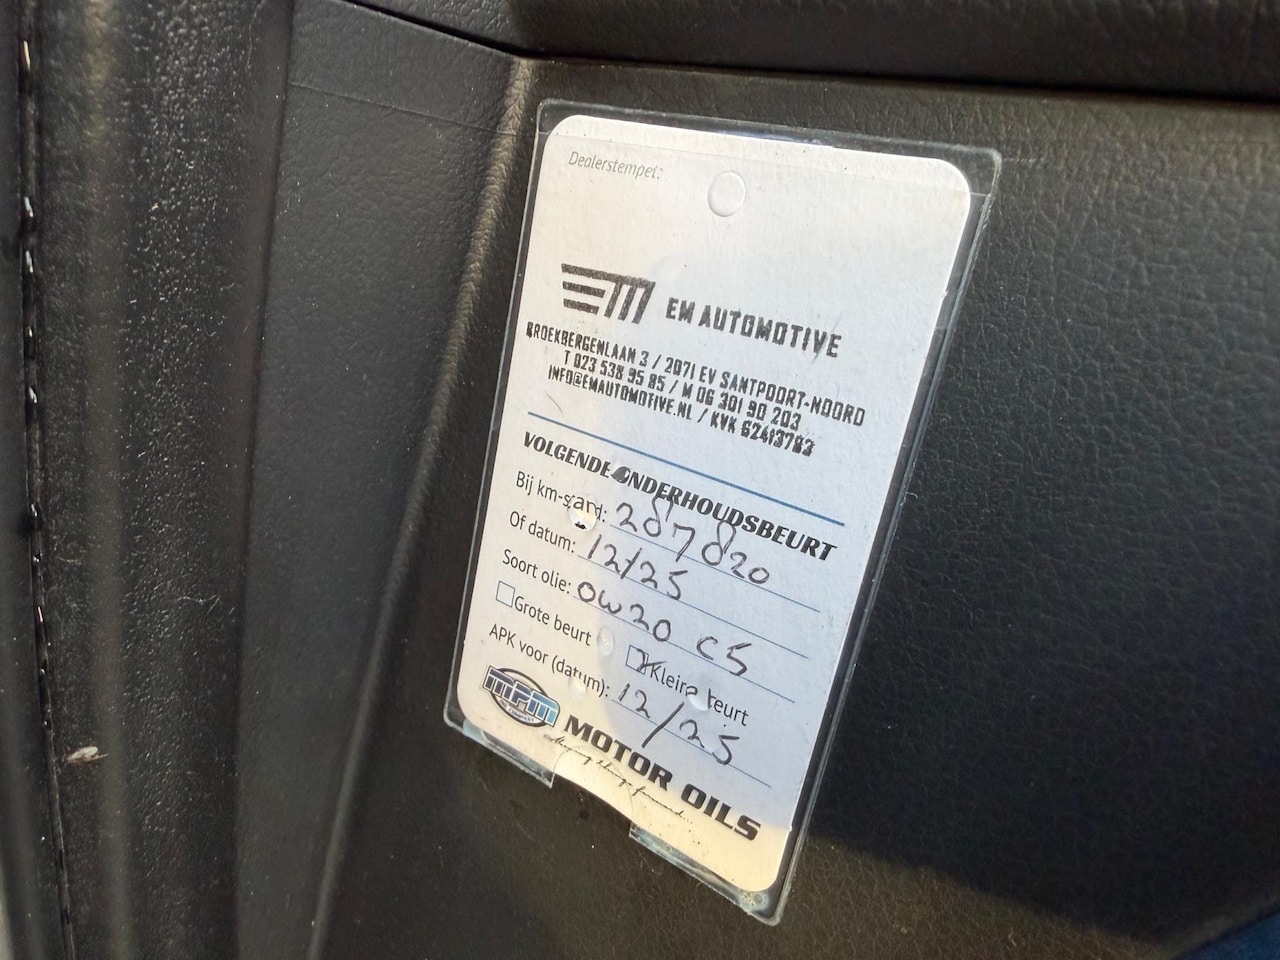 Dealerstempel:
EM AUTOMOTIVE
BROEKBERGENLAAN 3 / 2071 EV SANTPOORT-NOORD
T 023 538 95 85 / M 06 301 90 203
INFO@EMAUTOMOTIVE.NL / KVK 62413783
VOLGENDE ONDERHOUDSBEURT
Bij km-stand: 287820
Of datum: 12/25
Soort olie: 0W20 C5
Grote beurt Kleine beurt
APK voor (datum): 12/25
MPM
MOTOR OILS